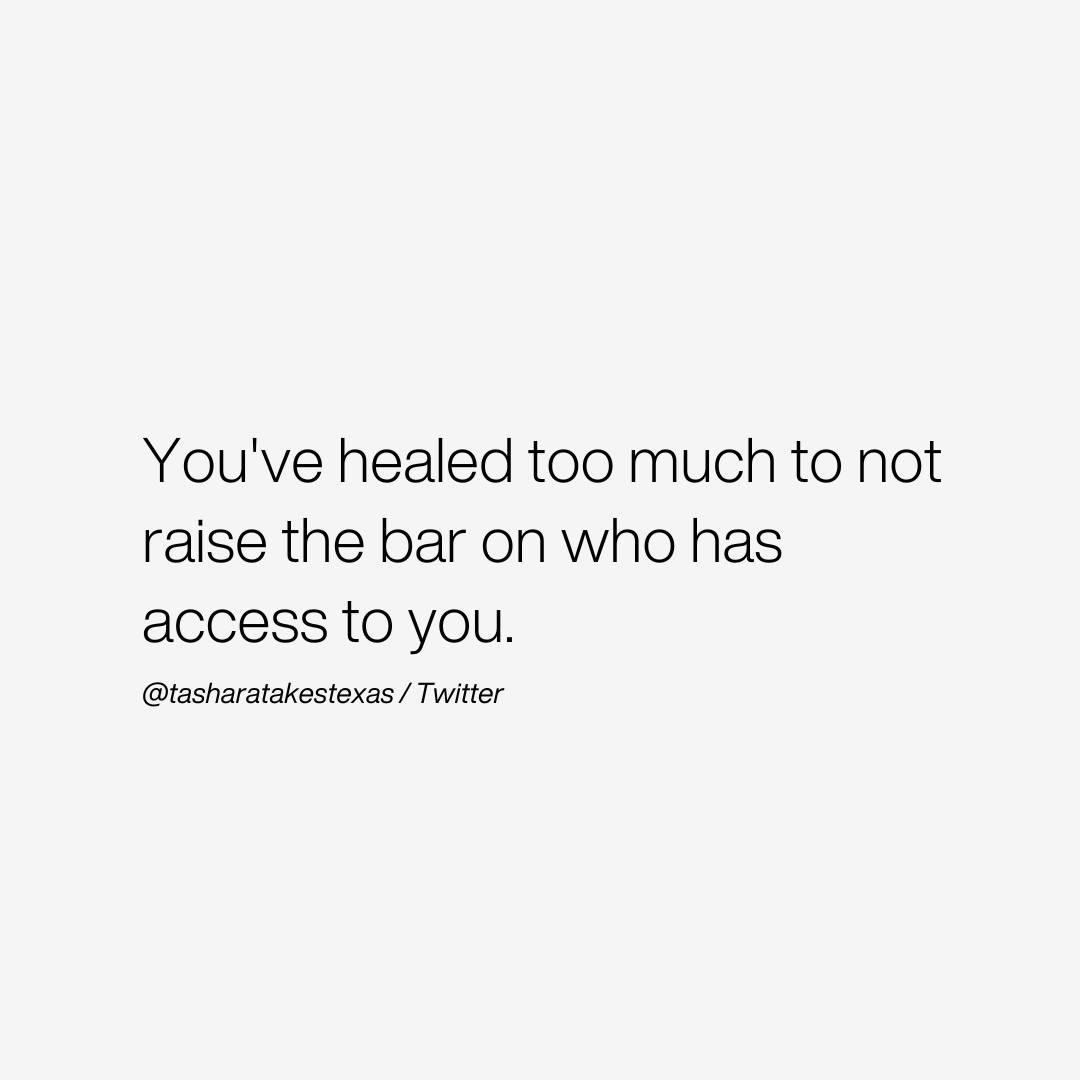 You've healed too much to not
raise the bar on who has
access to you.
@tasharatakestexas / Twitter